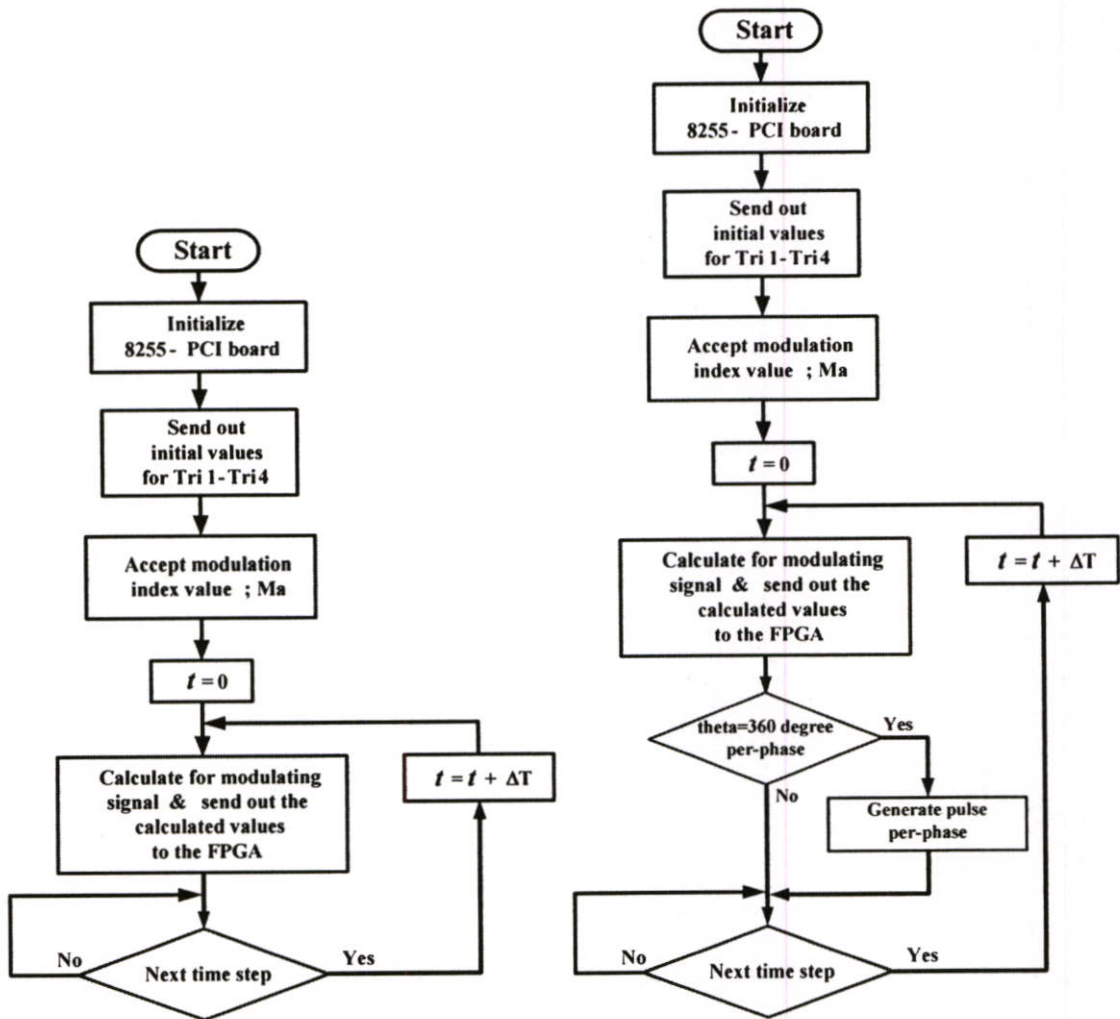 Start
Initialize
8255- PCI board
Send out
initial values
for Tri 1-Tri 4
Accept modulation
index value ; Ma
t = 0
Calculate for modulating
signal & send out the
calculated values
to the FPGA
t = t + ΔT
No
Next time step
Yes
Start
Initialize
8255- PCI board
Send out
initial values
for Tri 1-Tri 4
Accept modulation
index value ; Ma
t = 0
Calculate for modulating
signal & send out the
calculated values
to the FPGA
t = t + ΔT
theta=360 degree
per-phase
Yes
No
Generate pulse
per-phase
No
Next time step
Yes